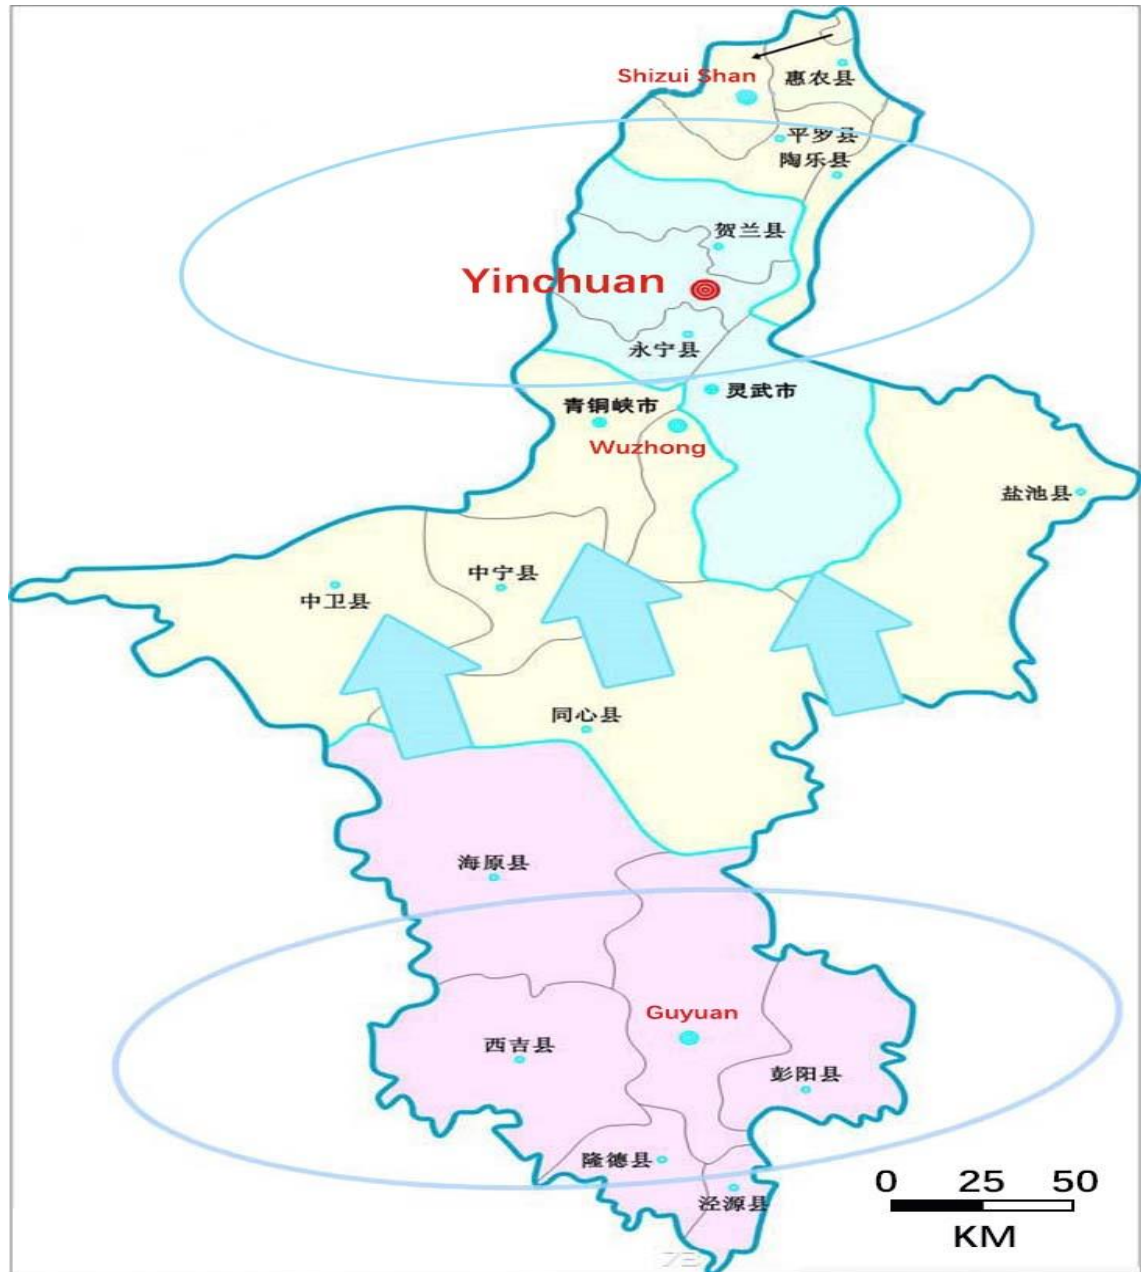 Shizui Shan
惠农县
平罗县
陶乐县
贺兰县
Yinchuan
永宁县
灵武市
青铜峡市
Wuzhong
盐池县
中宁县
中卫县
同心县
海原县
Guyuan
西吉县
彭阳县
隆德县
泾源县
0 25 50
KM